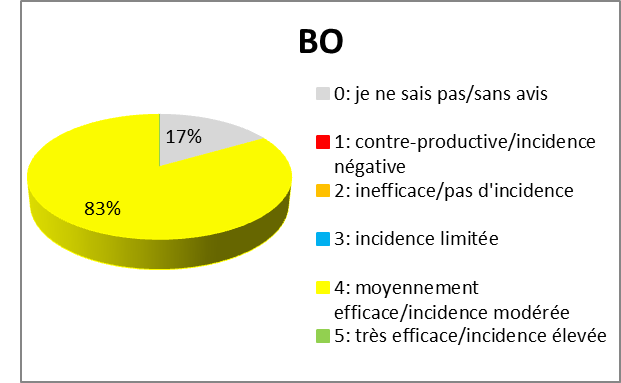 BO
17%
83%
0: je ne sais pas/sans avis
1: contre-productive/incidence
négative
2: inefficace/pas d'incidence
3: incidence limitée
4: moyennement
efficace/incidence modérée
5: très efficace/incidence élevée